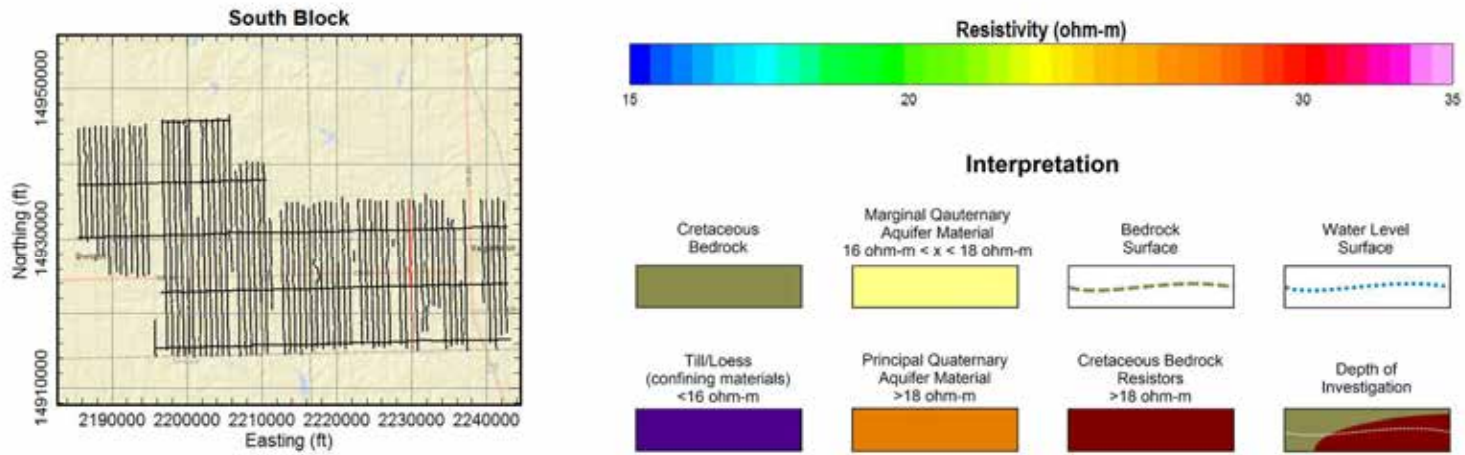 South Block
14950000
14930000
14910000
Northing (ft)
2190000 2200000 2210000 2220000 2230000 2240000
Easting (ft)
Resistivity (ohm-m)
15 20 30 35
Interpretation
Cretaceous
Bedrock
Marginal Qauternary
Aquifer Material
16 ohm-m < x < 18 ohm-m
Bedrock
Surface
Water Level
Surface
Till/Loess
(confining materials)
<16 ohm-m
Principal Quaternary
Aquifer Material
>18 ohm-m
Cretaceous Bedrock
Resistors
>18 ohm-m
Depth of
Investigation